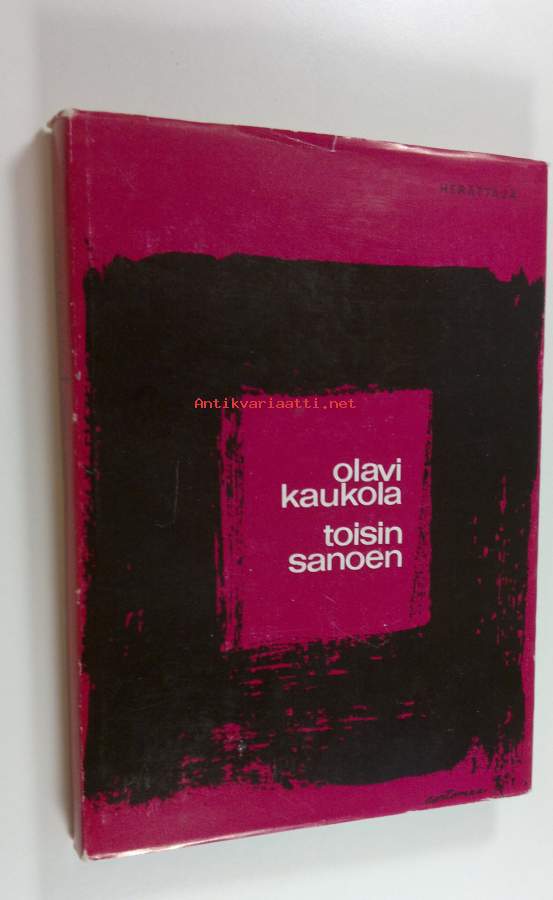 HERÄTTÄJÄ
Antikvariaatti.net
olavi
kaukola
toisin
sanoen